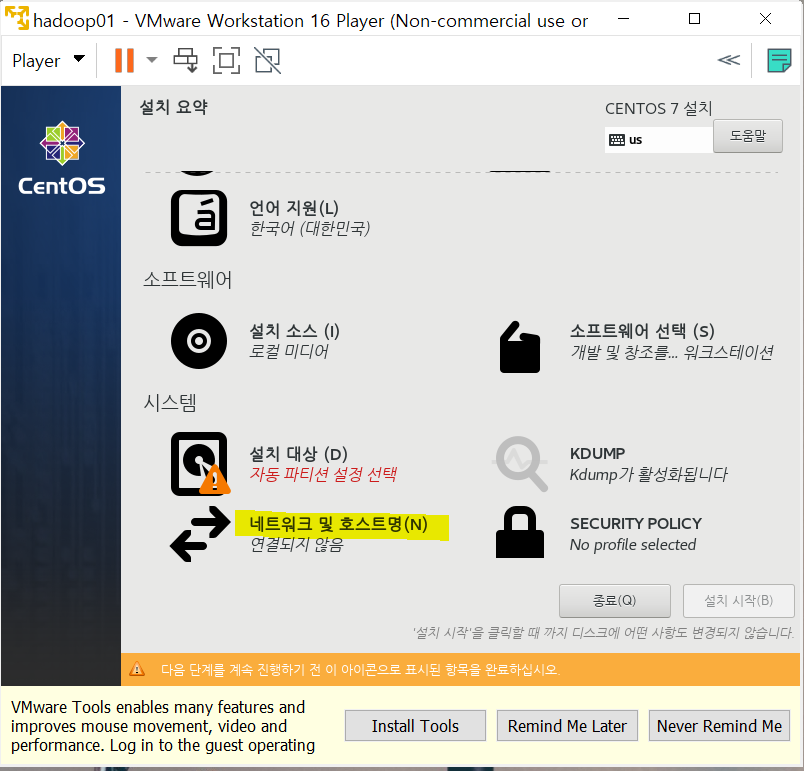 hadoop01 - VMware Workstation 16 Player (Non-commercial use or
Player
설치 요약
CENTOS 7 설치
us
도움말
CentOS
언어 지원(L)
한국어 (대한민국)
소프트웨어
설치 소스 (I)
로컬 미디어
소프트웨어 선택 (S)
개발 및 창조를... 워크스테이션
시스템
설치 대상 (D)
자동 파티션 설정 선택
KDUMP
Kdump가 활성화됩니다
네트워크 및 호스트명(N)
연결되지 않음
SECURITY POLICY
No profile selected
종료(Q)
설치 시작(B)
'설치 시작'을 클릭할 때 까지 디스크에 어떤 사항도 변경되지 않습니다.
다음 단계를 계속 진행하기 전 이 아이콘으로 표시된 항목을 완료하십시오.
VMware Tools enables many features and
improves mouse movement, video and
performance. Log in to the guest operating
Install Tools
Remind Me Later
Never Remind Me